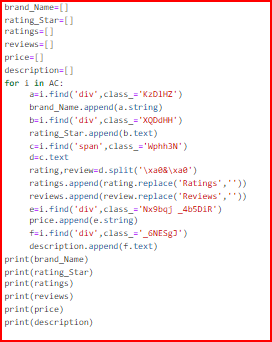 brand_Name=[]
rating_Star=[]
ratings=[]
reviews=[]
price=[]
description=[]
for i in AC:
a=i.find('div',class_='KzDlHZ')
brand_Name.append(a.string)
b=i.find('div',class_='XQDdHH')
rating_Star.append(b.text)
c=i.find('span',class_='Wphh3N')
d=c.text
rating,review=d.split('\xa0&\xa0')
ratings.append(rating.replace('Ratings',''))
reviews.append(review.replace('Reviews',''))
e=i.find('div',class_='Nx9bqj _4b5DiR')
price.append(e.string)
f=i.find('div',class_='_6NESgJ')
description.append(f.text)
print(brand_Name)
print(rating_Star)
print(ratings)
print(reviews)
print(price)
print(description)